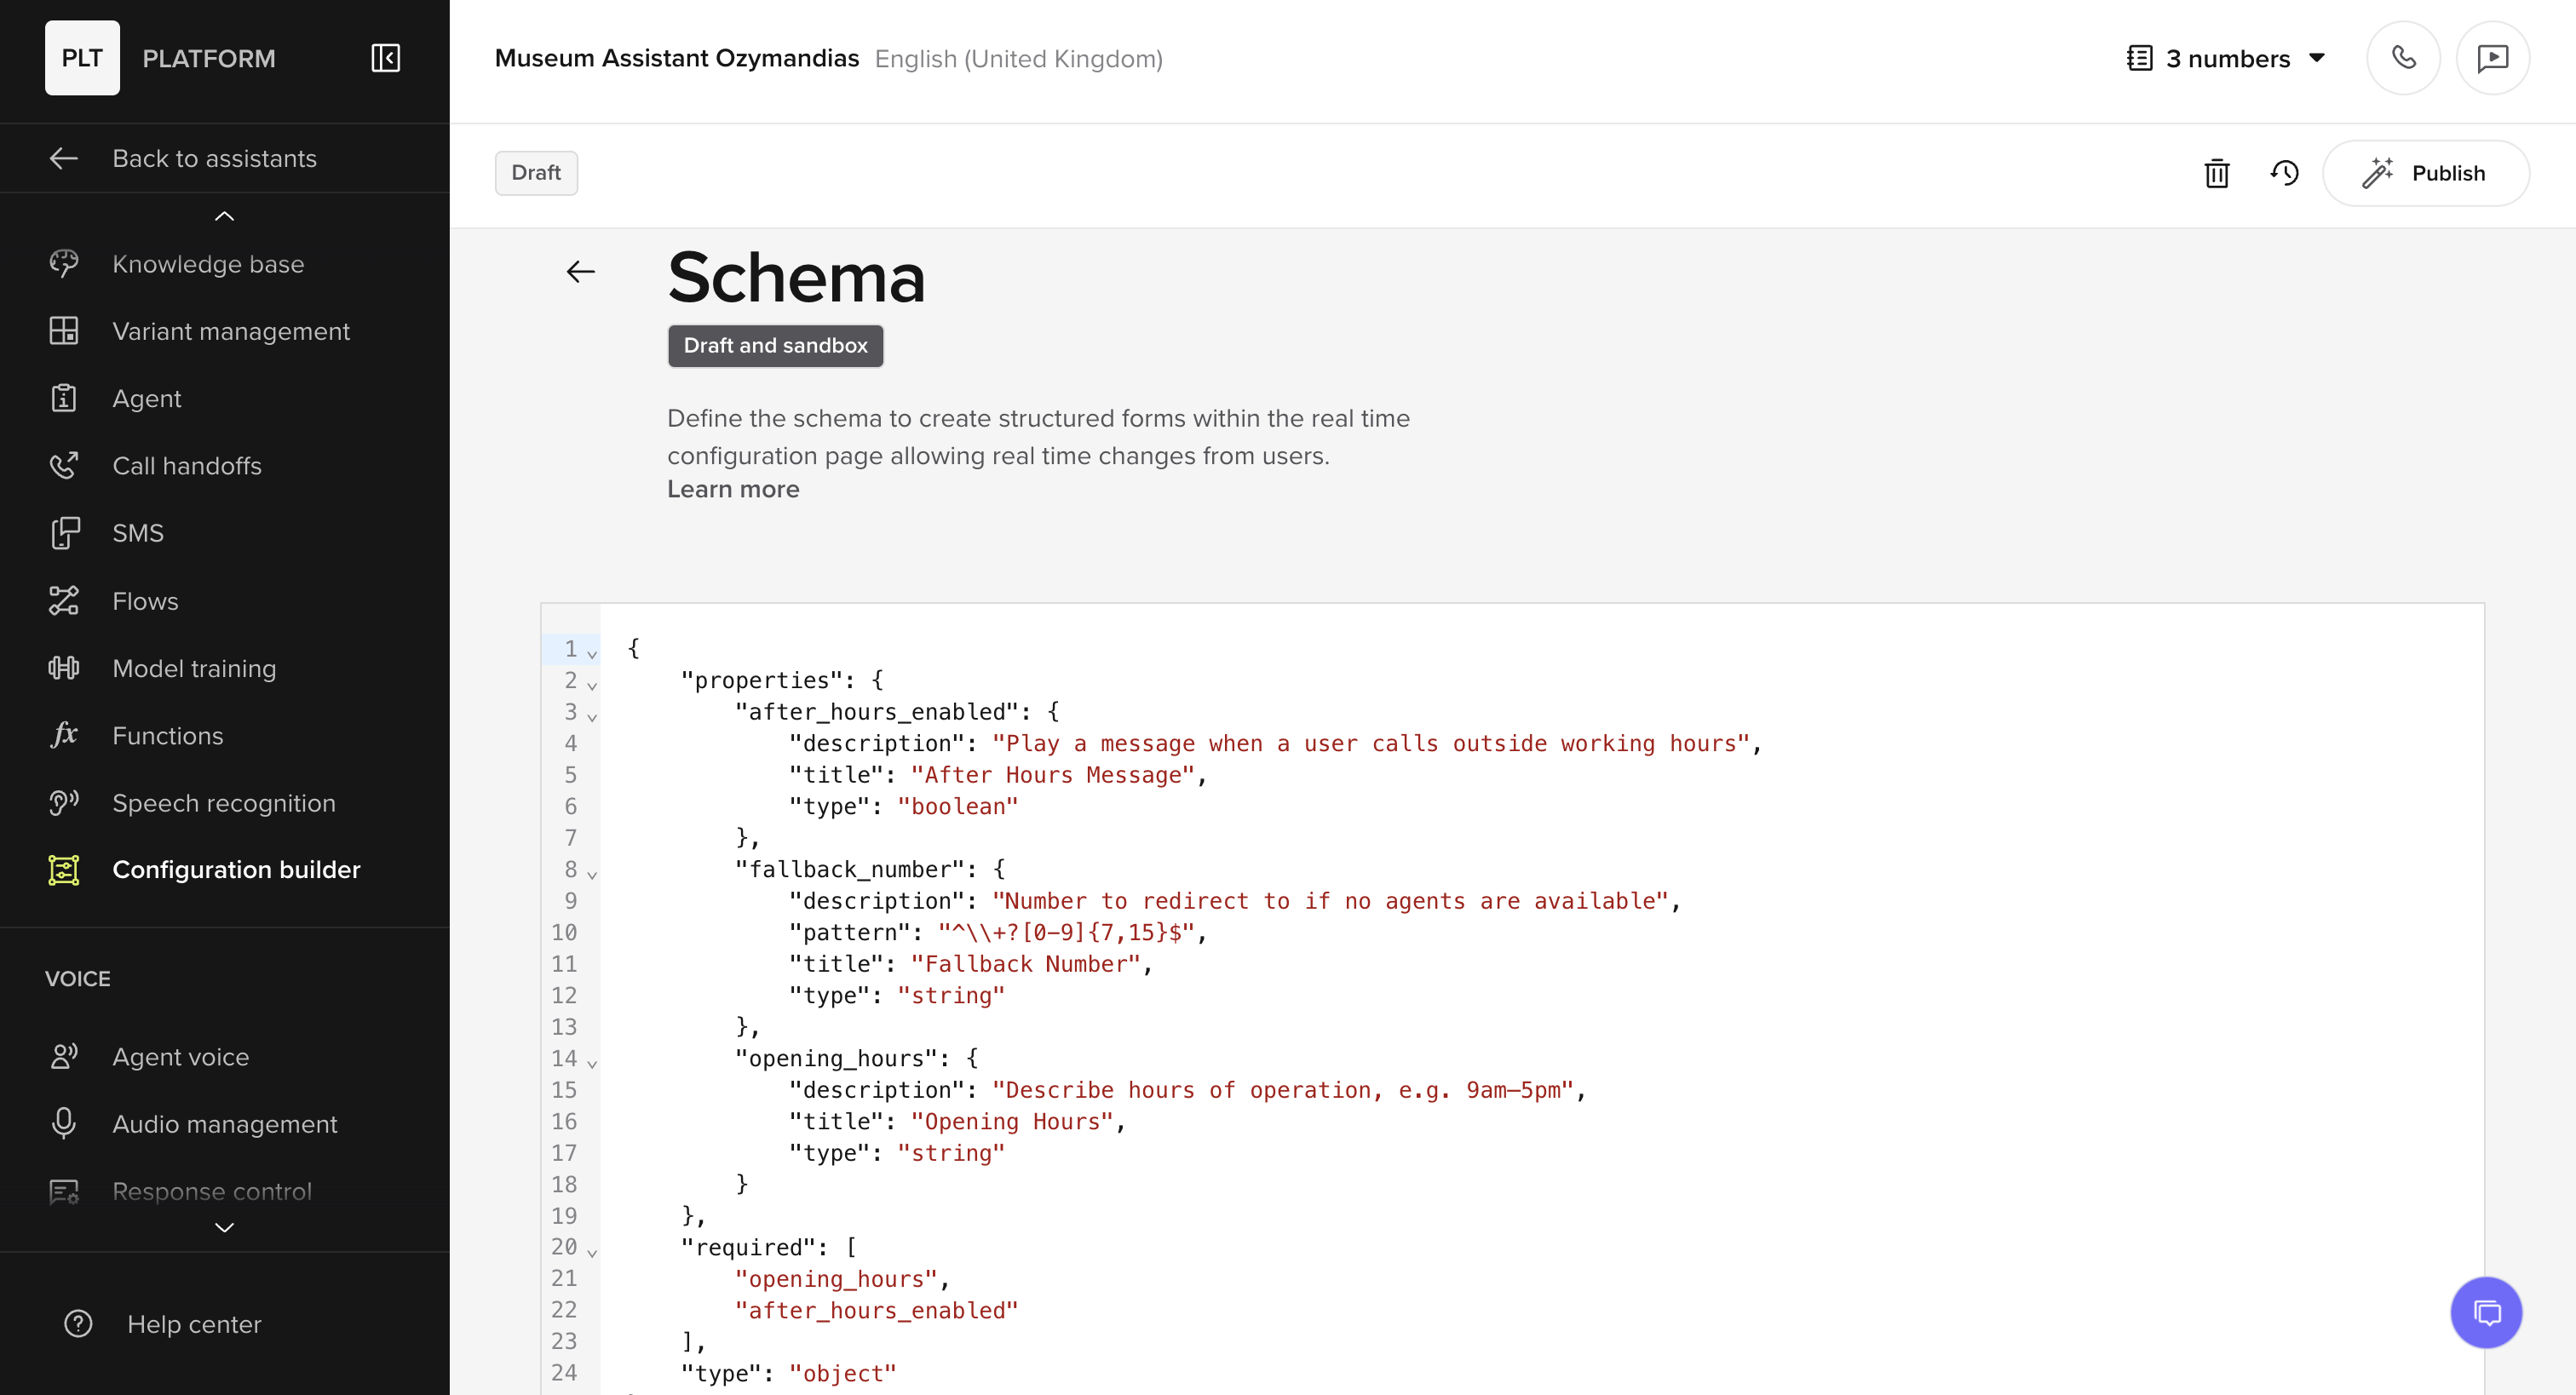 PLT
PLATFORM
Back to assistants
Knowledge base
Variant management
Agent
Call handoffs
SMS
Flows
Model training
Functions
Speech recognition
Configuration builder
VOICE
Agent voice
Audio management
Response control
Help center
Museum Assistant Ozymandias English (United Kingdom)
3 numbers
Draft
Publish
Schema
Draft and sandbox
Define the schema to create structured forms within the real time
configuration page allowing real time changes from users.
Learn more
1 {
2 "properties": {
3 "after_hours_enabled": {
4 "description": "Play a message when a user calls outside working hours",
5 "title": "After Hours Message",
6 "type": "boolean"
7 },
8 "fallback_number": {
9 "description": "Number to redirect to if no agents are available",
10 "pattern": "^\\+?[0-9]{7,15}$",
11 "title": "Fallback Number",
12 "type": "string"
13 },
14 "opening_hours": {
15 "description": "Describe hours of operation, e.g. 9am–5pm",
16 "title": "Opening Hours",
17 "type": "string"
18 }
19 },
20 "required": [
21 "opening_hours",
22 "after_hours_enabled"
23 ],
24 "type": "object"